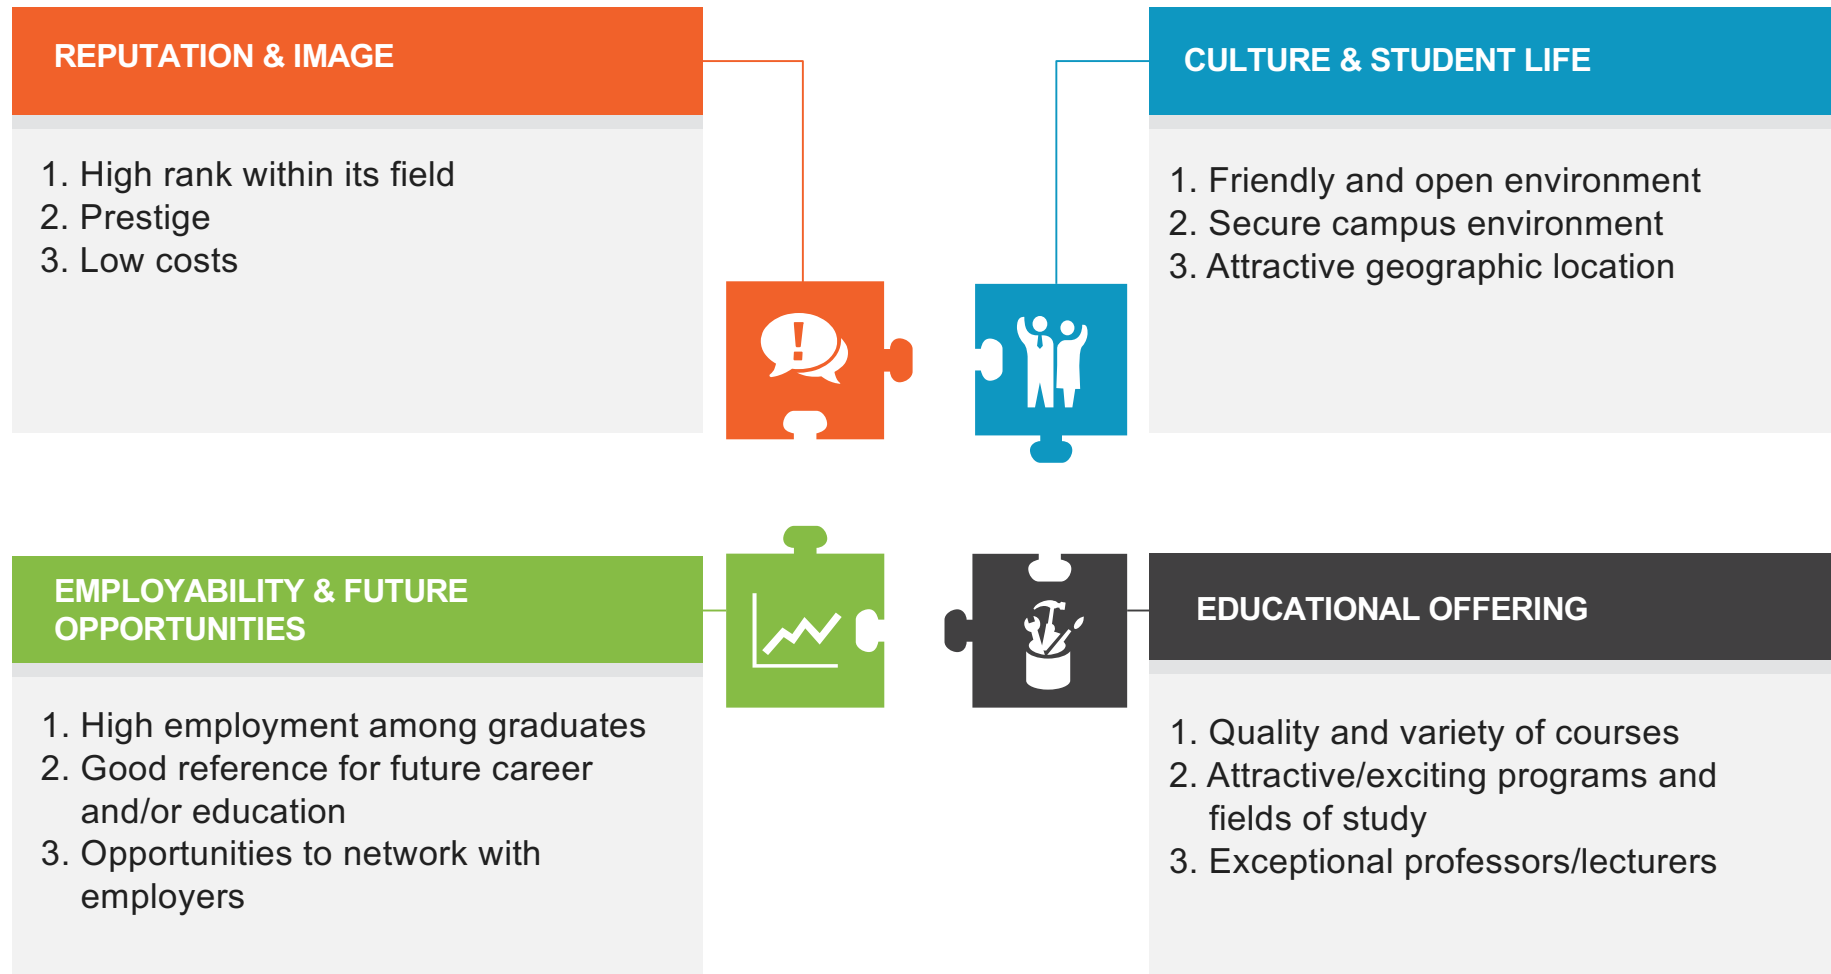 REPUTATION & IMAGE
1. High rank within its field
2. Prestige
3. Low costs
CULTURE & STUDENT LIFE
1. Friendly and open environment
2. Secure campus environment
3. Attractive geographic location
!
EMPLOYABILITY & FUTURE
OPPORTUNITIES
1. High employment among graduates
2. Good reference for future career
and/or education
3. Opportunities to network with
employers
EDUCATIONAL OFFERING
1. Quality and variety of courses
2. Attractive/exciting programs and
fields of study
3. Exceptional professors/lecturers